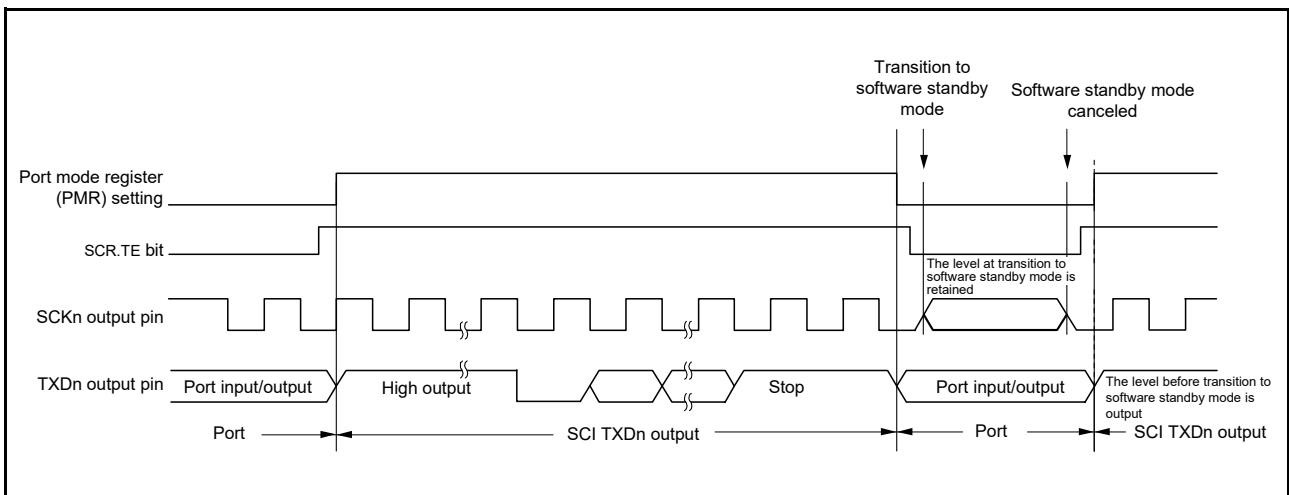 Transition to
software standby
mode
Software standby mode
canceled
Port mode register
(PMR) setting
SCR.TE bit
The level at transition to
software standby mode is
retained
SCKn output pin
TXDn output pin
Port input/output
High output
Stop
Port input/output
The level before transition to
software standby mode is
output
Port
SCI TXDn output
Port
SCI TXDn output